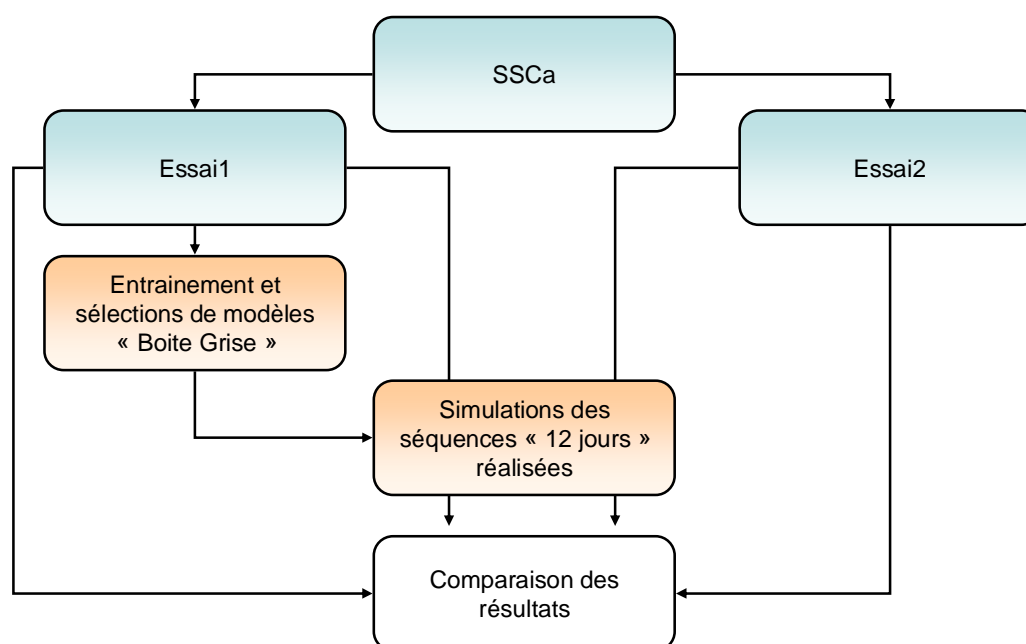 SSCa
Essai1
Essai2
Entrainement et
sélections de modèles
« Boite Grise »
Simulations des
séquences « 12 jours »
réalisées
Comparaison des
résultats